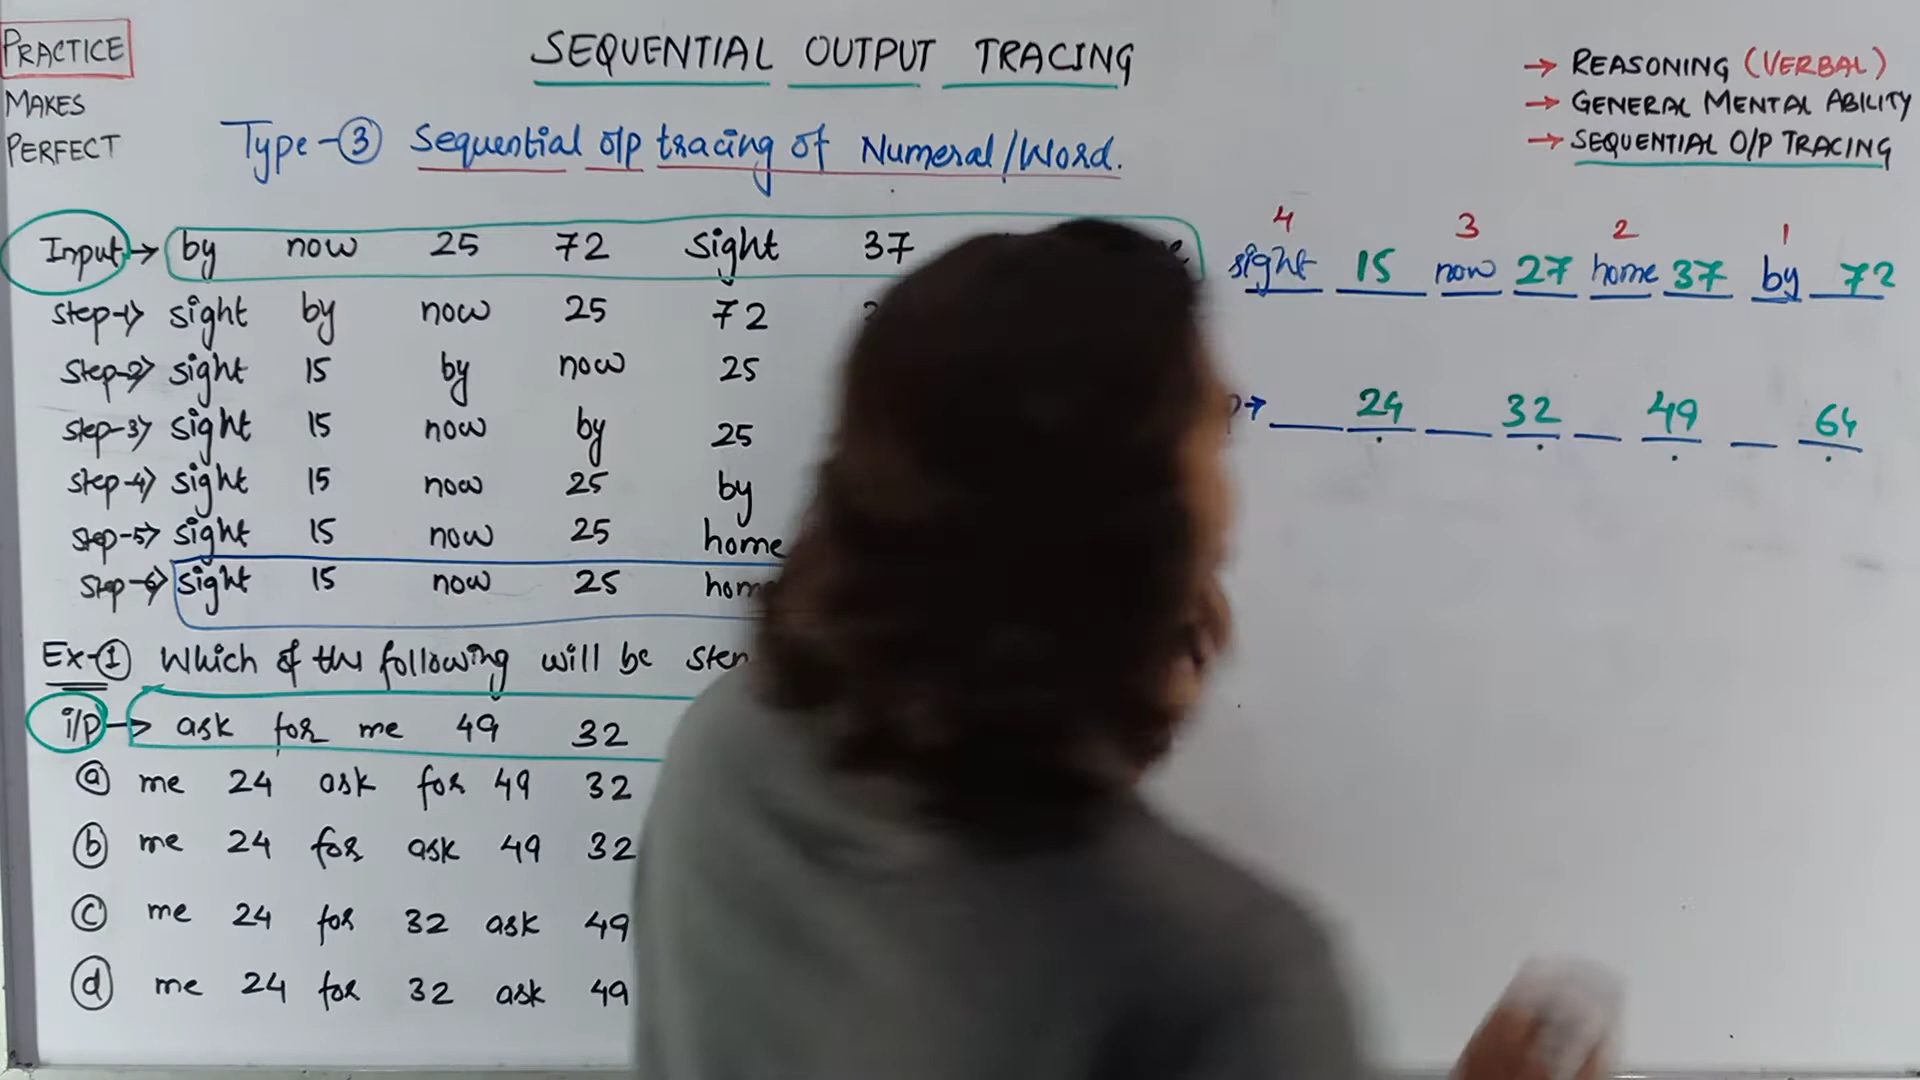 PRACTICE
MAKES
PERFECT
SEQUENTIAL OUTPUT TRACING
Type-③ Sequential o/p tracing of Numeral/Word.
→ REASONING (VERBAL)
→ GENERAL MENTAL ABILITY
→ SEQUENTIAL O/P TRACING
Input → by now 25 72 Sight 37
Step-1) sight by now 25 72
Step-2) sight 15 by now 25
Step-3) sight 15 now by 25
Step-4) sight 15 now 25 by
Step-5) sight 15 now 25 home
Step-6) sight 15 now 25
Ex-① Which of the following will be
i/p → ask for me 49 32
ⓐ me 24 ask for 49 32
ⓑ me 24 for ask 49 32
ⓒ me 24 for 32 ask 49
ⓓ me 24 for 32 ask 49
4 3 2 1
sight 15 now 27 home 37 by 72
→ __ 24 __ 32 __ 49 __ 64